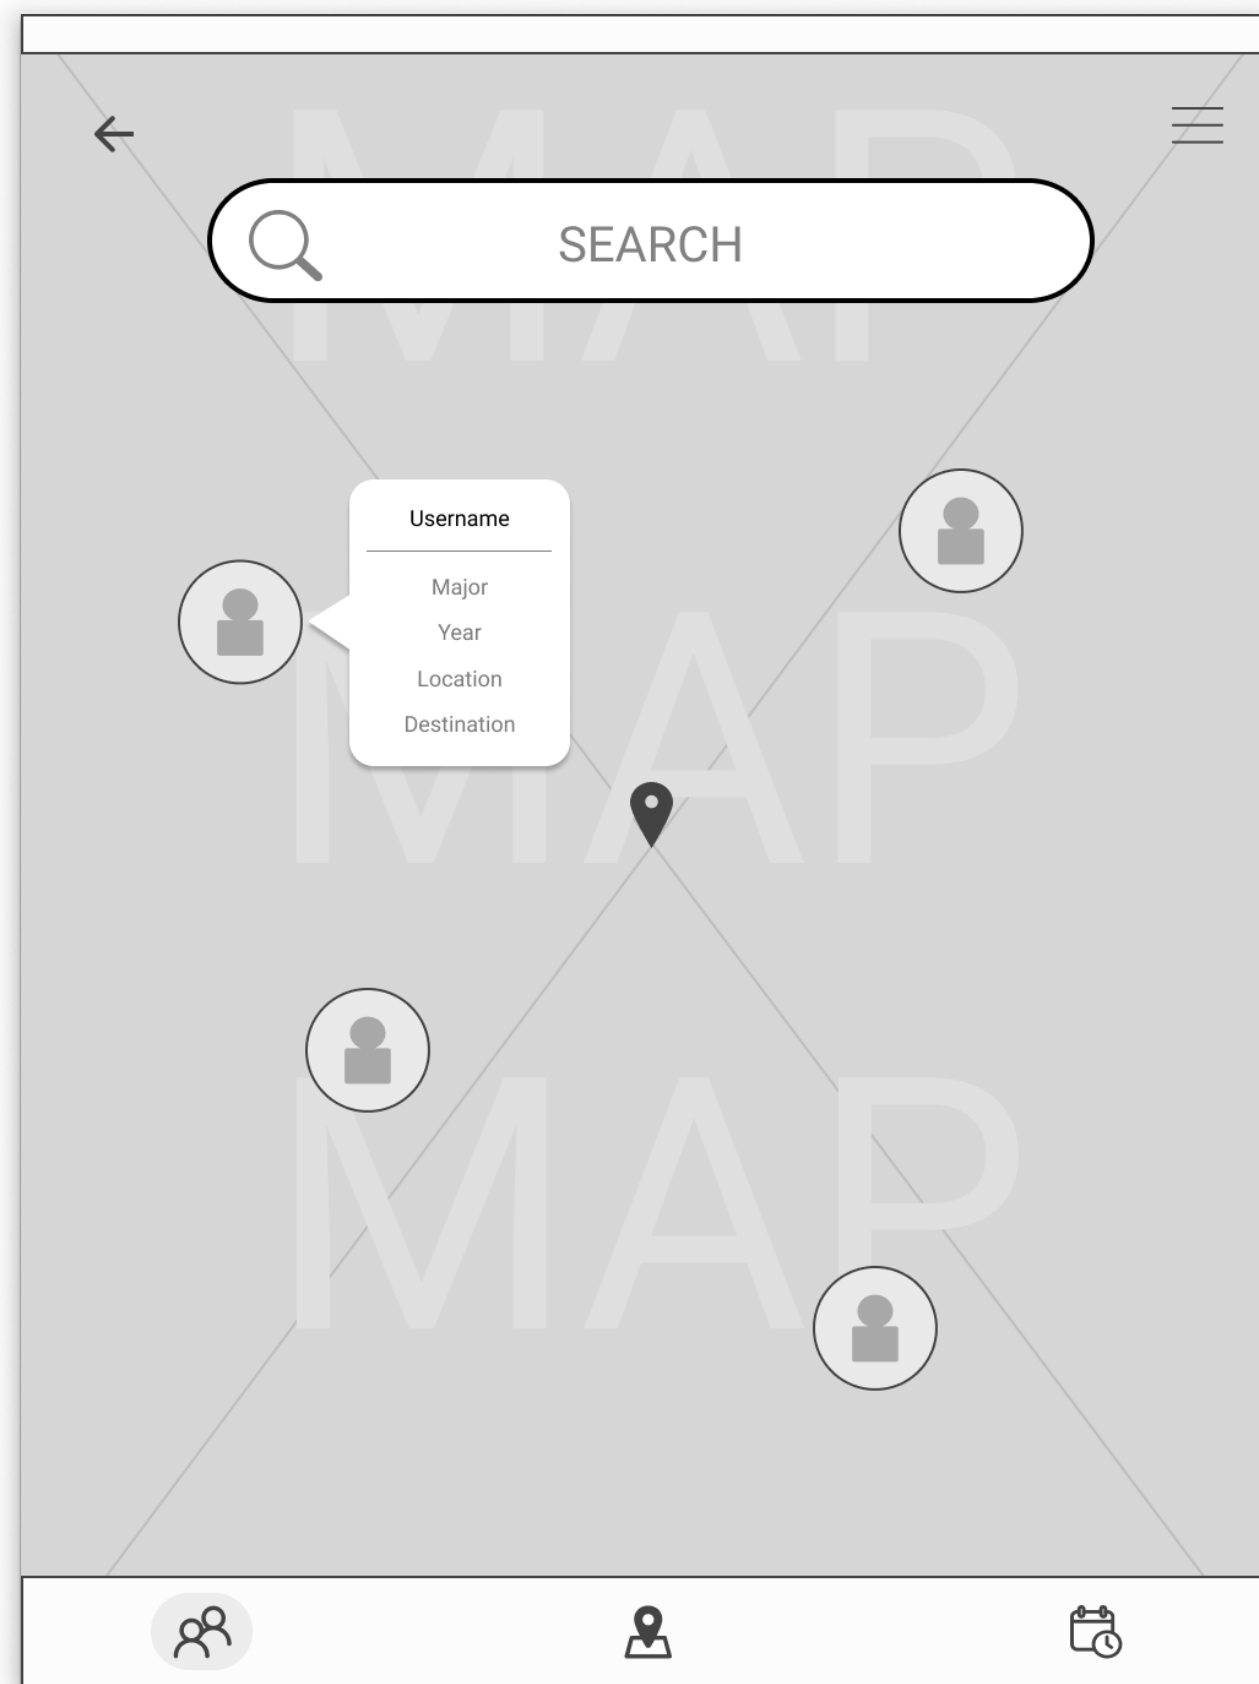 MAP
SEARCH
Username
Major
Year
Location
Destination
MAP
MAP